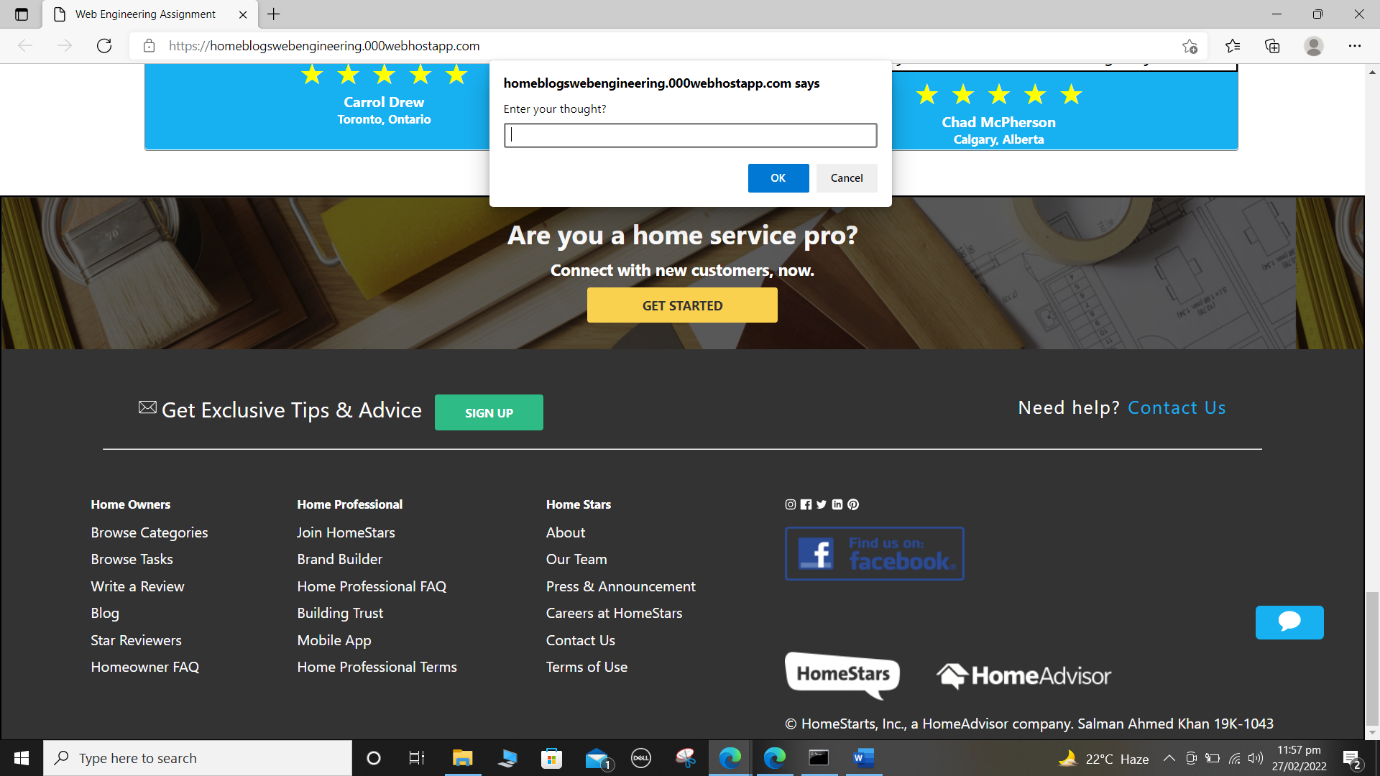 Web Engineering Assignment
https://homeblogswebengineering.000webhostapp.com
homeblogswebengineering.000webhostapp.com says
Enter your thought?
OK
Cancel
Carrol Drew
Toronto, Ontario
Chad McPherson
Calgary, Alberta
Are you a home service pro?
Connect with new customers, now.
GET STARTED
Get Exclusive Tips & Advice
SIGN UP
Need help? Contact Us
Home Owners
Browse Categories
Browse Tasks
Write a Review
Blog
Star Reviewers
Homeowner FAQ
Home Professional
Join HomeStars
Brand Builder
Home Professional FAQ
Building Trust
Mobile App
Home Professional Terms
Home Stars
About
Our Team
Press & Announcement
Careers at HomeStars
Contact Us
Terms of Use
Find us on:
facebook.
HomeStars
HomeAdvisor
© HomeStarts, Inc., a HomeAdvisor company. Salman Ahmed Khan 19K-1043
Type here to search
1
DELL
22°C Haze
11:57 pm
27/02/2022
2